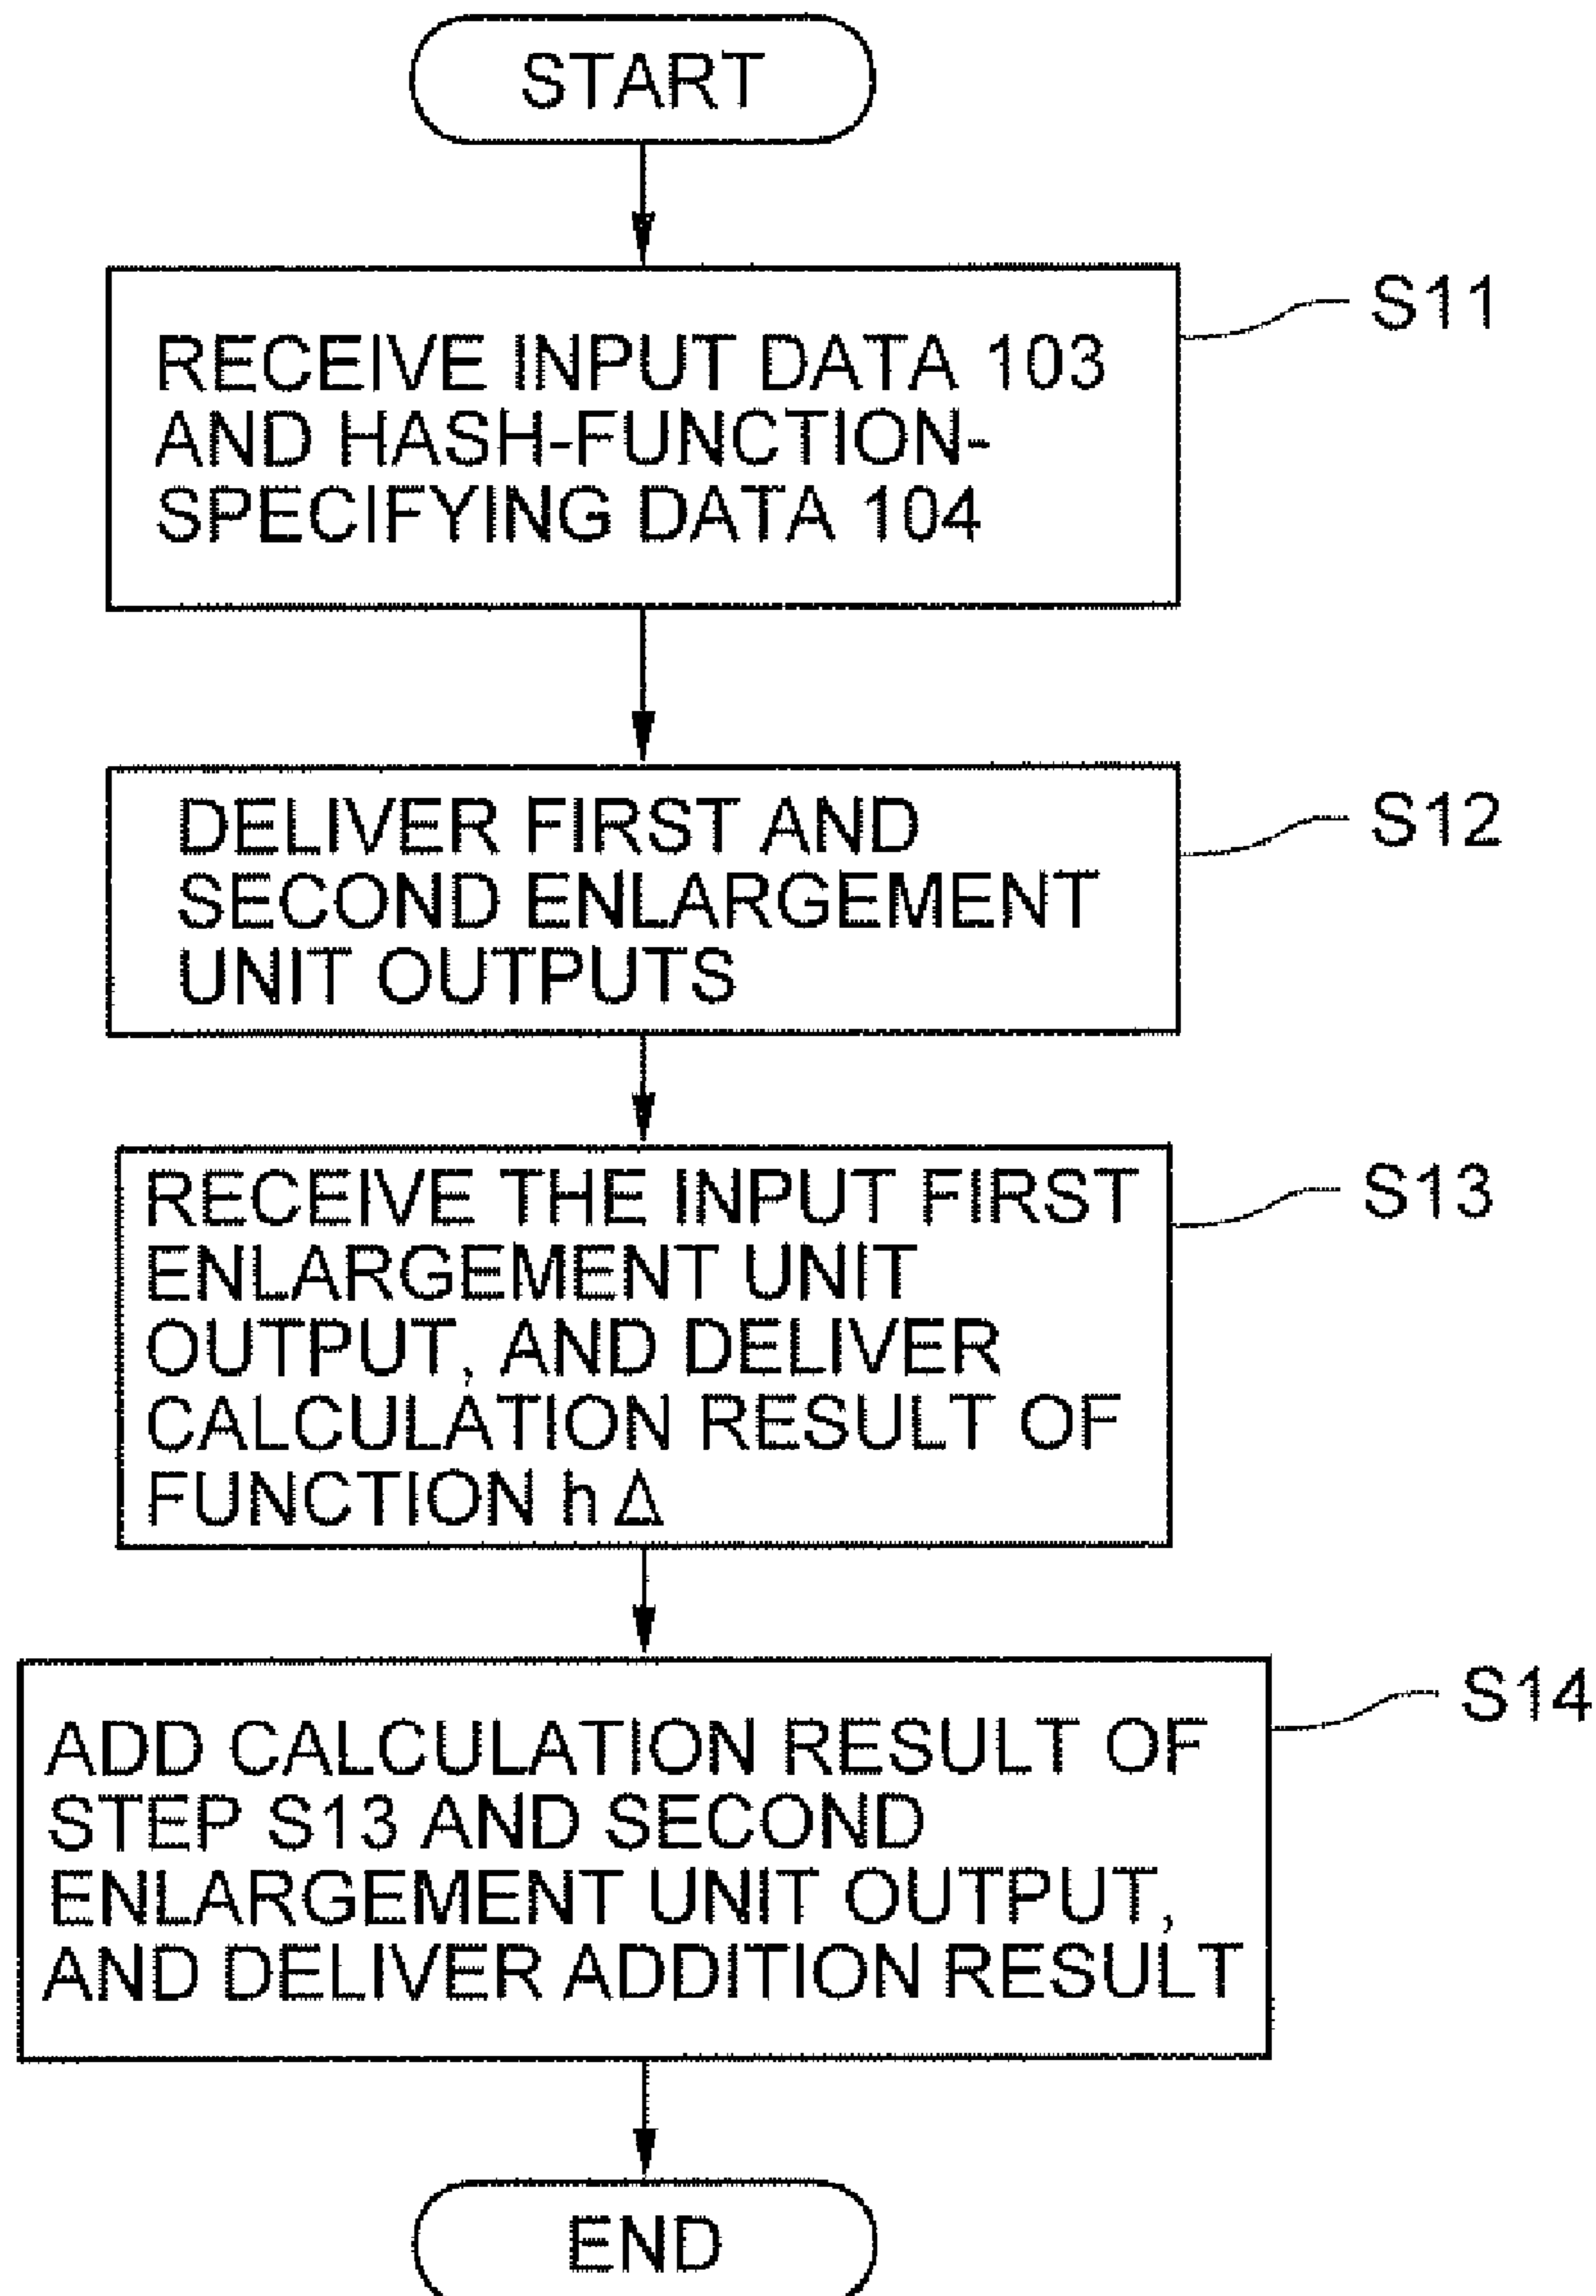 START
S11
RECEIVE INPUT DATA 103
AND HASH-FUNCTION-
SPECIFYING DATA 104
S12
DELIVER FIRST AND
SECOND ENLARGEMENT
UNIT OUTPUTS
S13
RECEIVE THE INPUT FIRST
ENLARGEMENT UNIT
OUTPUT, AND DELIVER
CALCULATION RESULT OF
FUNCTION h Δ
S14
ADD CALCULATION RESULT OF
STEP S13 AND SECOND
ENLARGEMENT UNIT OUTPUT,
AND DELIVER ADDITION RESULT
END